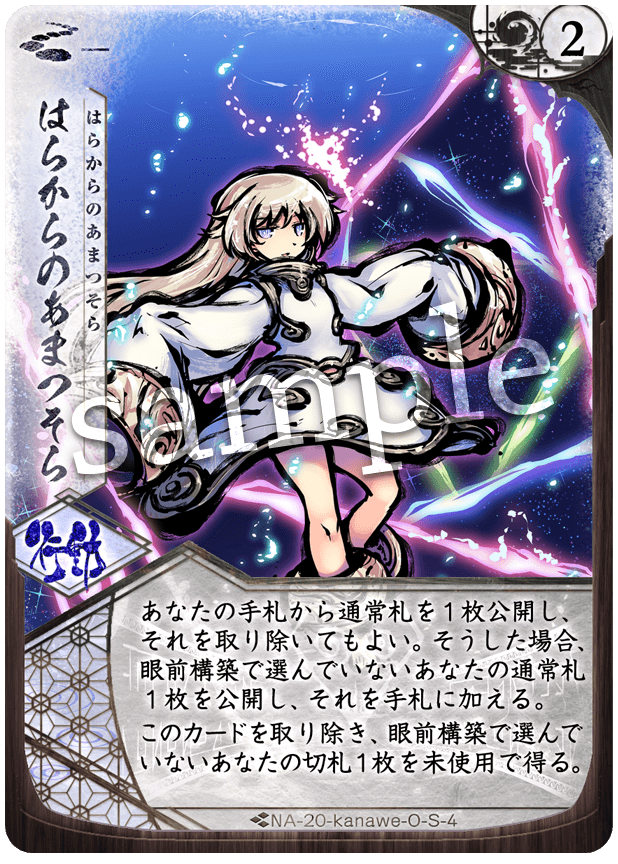 2
はらからのあまつそら
はらからのあまつそら
sample
行動
あなたの手札から通常札を1枚公開し、
それを取り除いてもよい。そうした場合、
眼前構築で選んでいないあなたの通常札
1枚を公開し、それを手札に加える。
このカードを取り除き、眼前構築で選んで
いないあなたの切札1枚を未使用で得る。
NA-20-kanawe-O-S-4